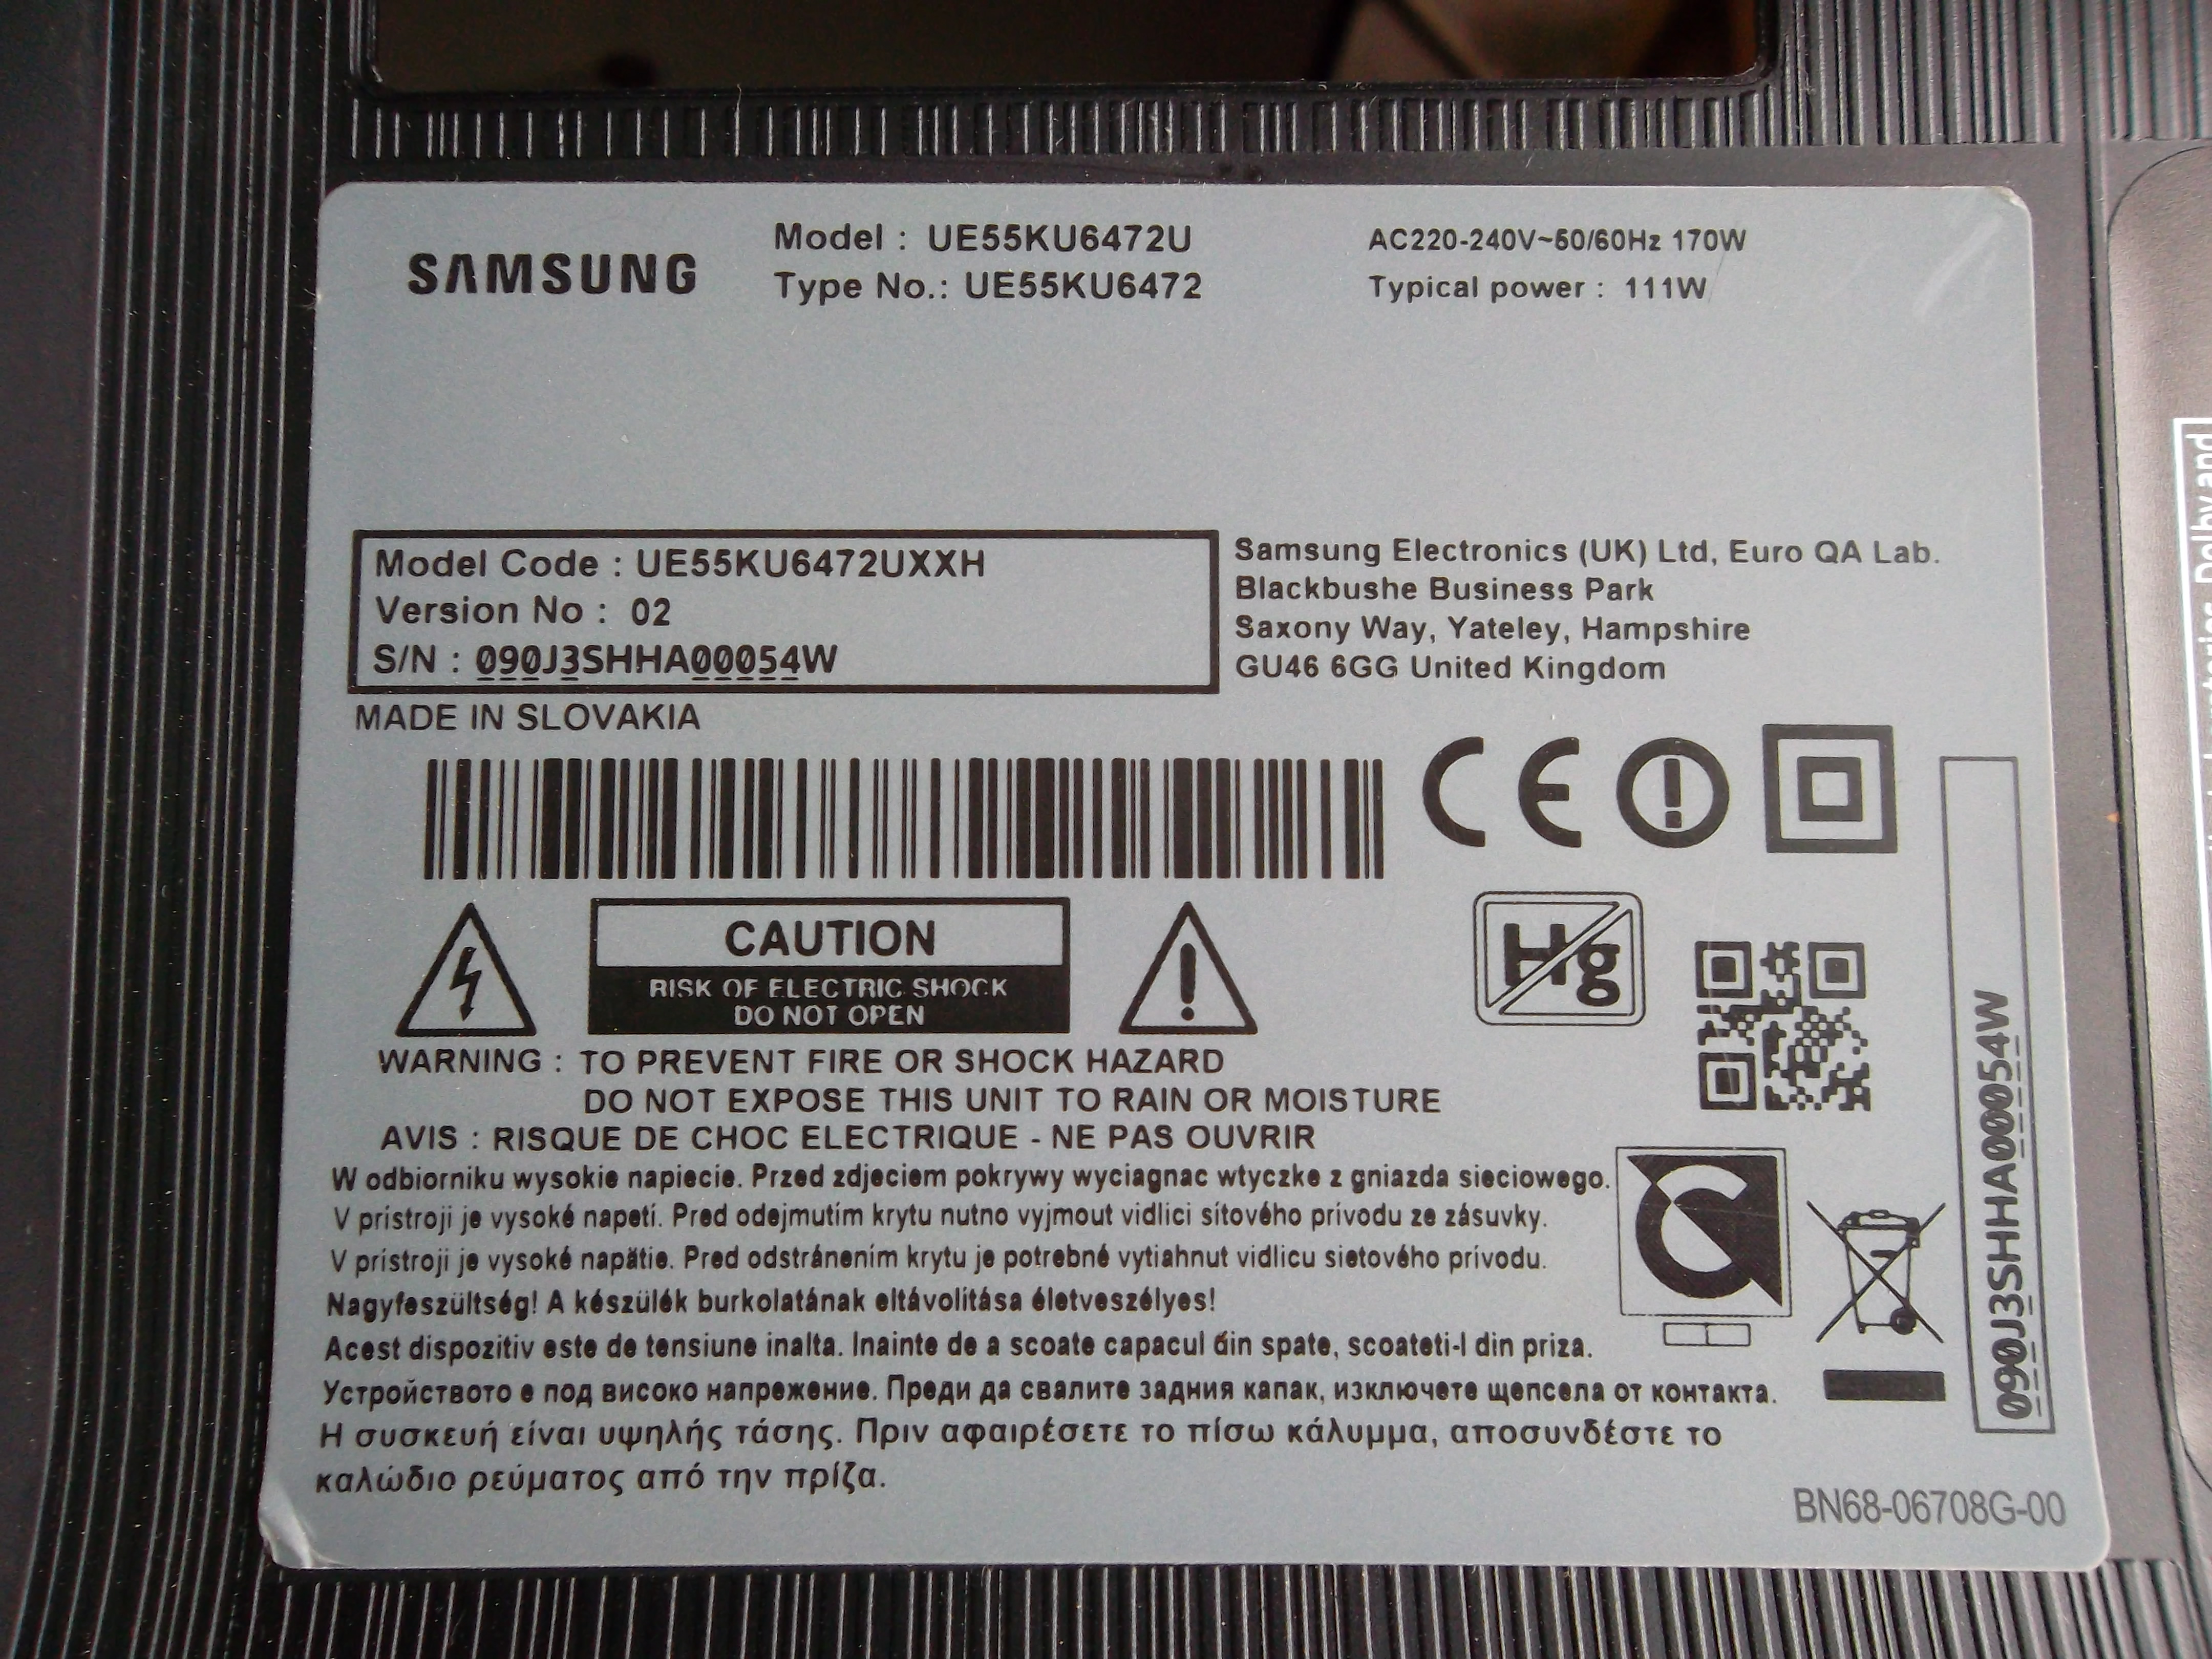 SAMSUNG
Model : UE55KU6472U
Type No.: UE55KU6472
AC220-240V~50/60Hz 170W
Typical power : 111W
Model Code : UE55KU6472UXXH
Version No : 02
S/N : 090J3SHHA00054W
Samsung Electronics (UK) Ltd, Euro QA Lab.
Blackbushe Business Park
Saxony Way, Yateley, Hampshire
GU46 6GG United Kingdom
MADE IN SLOVAKIA
CE
CAUTION
RISK OF ELECTRIC SHOCK
DO NOT OPEN
Hg
WARNING : TO PREVENT FIRE OR SHOCK HAZARD
DO NOT EXPOSE THIS UNIT TO RAIN OR MOISTURE
AVIS : RISQUE DE CHOC ELECTRIQUE - NE PAS OUVRIR
W odbiorniku wysokie napiecie. Przed zdjeciem pokrywy wyciagnac wtyczke z gniazda sieciowego.
V prístroji je vysoké napetí. Pred odejmutím krytu nutno vyjmout vidlici sítového prívodu ze zásuvky.
V prístroji je vysoké napätie. Pred odstránením krytu je potrebné vytiahnut vidlicu sietového prívodu.
Nagyfeszültség! A készülék burkolatának eltávolítása életveszélyes!
Acest dispozitiv este de tensiune inalta. Inainte de a scoate capacul din spate, scoateti-l din priza.
Устройството е под високо напрежение. Преди да свалите задния капак, изключете щепсела от контакта.
Η συσκευή είναι υψηλής τάσης. Πριν αφαιρέσετε το πίσω κάλυμμα, αποσυνδέστε το
καλώδιο ρεύματος από την πρίζα.
090J3SHHA00054W
BN68-06708G-00
Dolby and